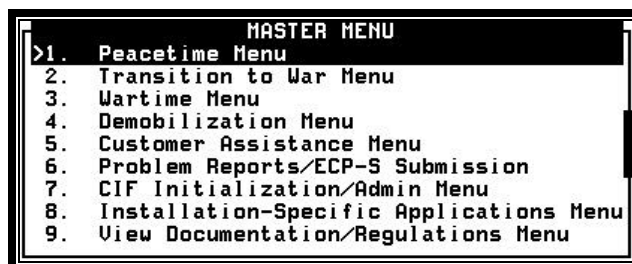 MASTER MENU
>1. Peacetime Menu
2. Transition to War Menu
3. Wartime Menu
4. Demobilization Menu
5. Customer Assistance Menu
6. Problem Reports/ECP-S Submission
7. CIF Initialization/Admin Menu
8. Installation-Specific Applications Menu
9. View Documentation/Regulations Menu